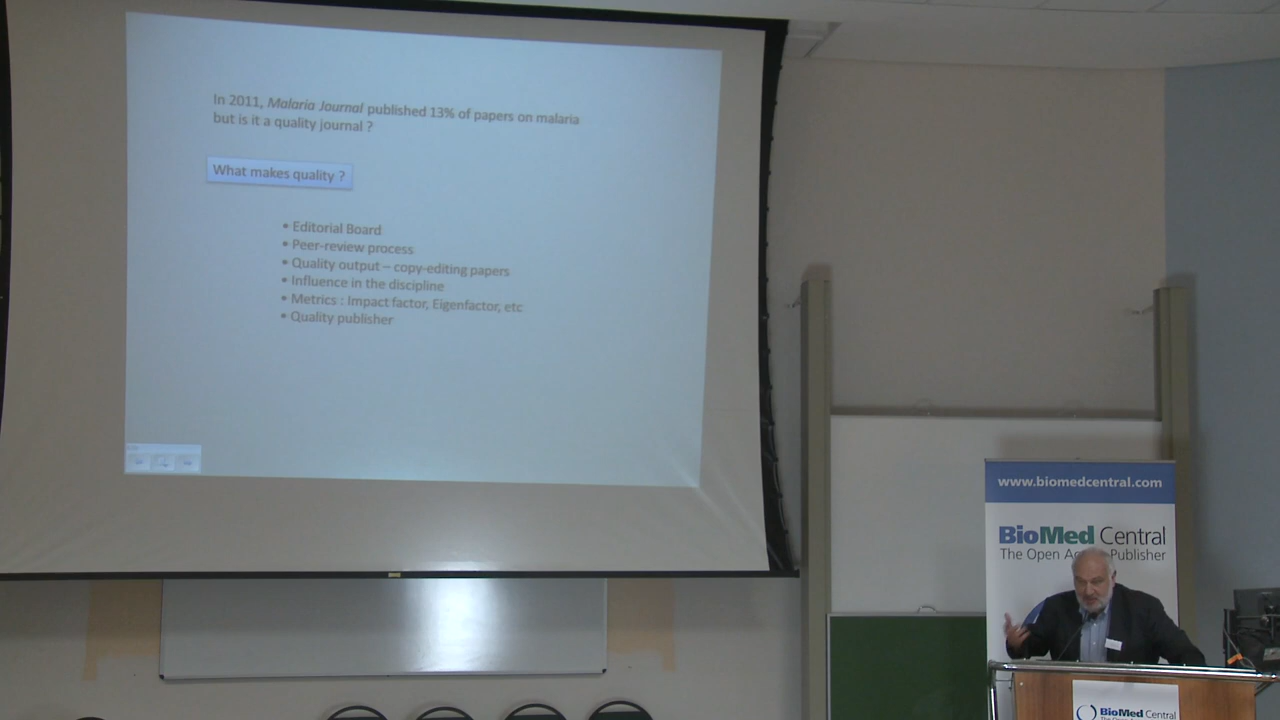 In 2011, Malaria Journal published 13% of papers on malaria
but is it a quality journal ?
What makes quality ?
• Editorial Board
• Peer-review process
• Quality output – copy-editing papers
• Influence in the discipline
• Metrics : Impact factor, Eigenfactor, etc
• Quality publisher
www.biomedcentral.com
BioMed Central
The Open Publisher
BioMed Central